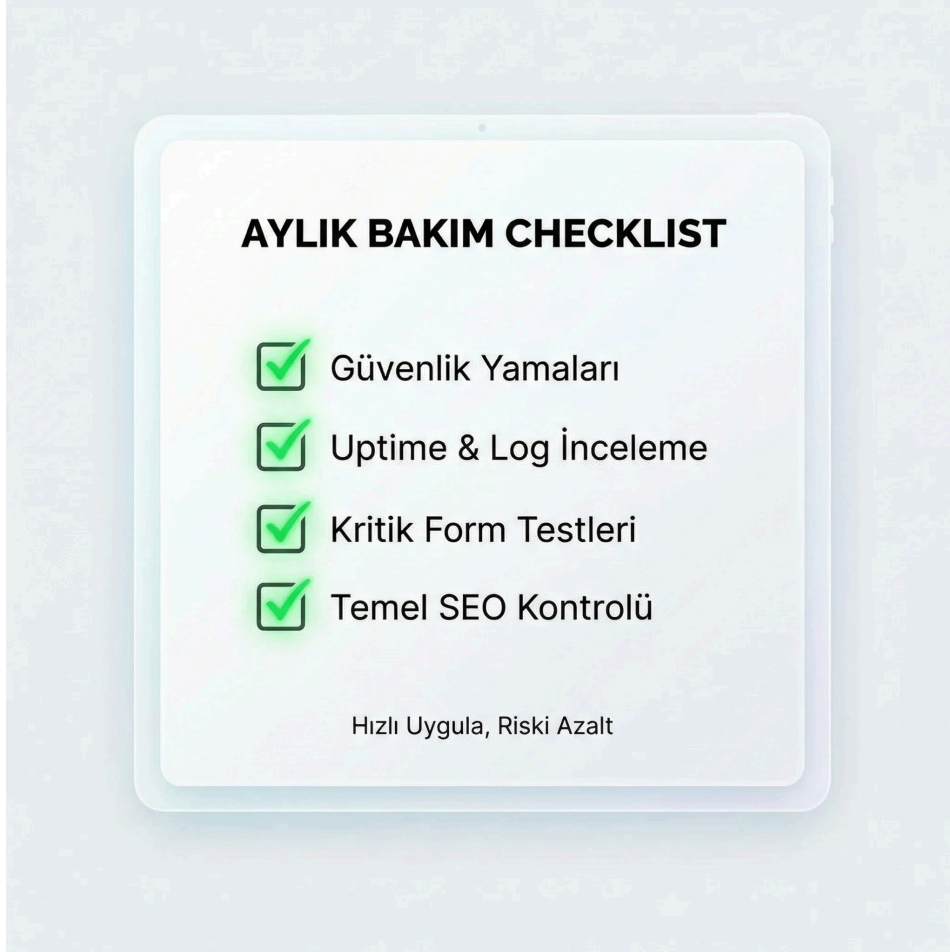 AYLIK BAKIM CHECKLIST
Güvenlik Yamaları
Uptime & Log İnceleme
Kritik Form Testleri
Temel SEO Kontrolü
Hızlı Uygula, Riski Azalt